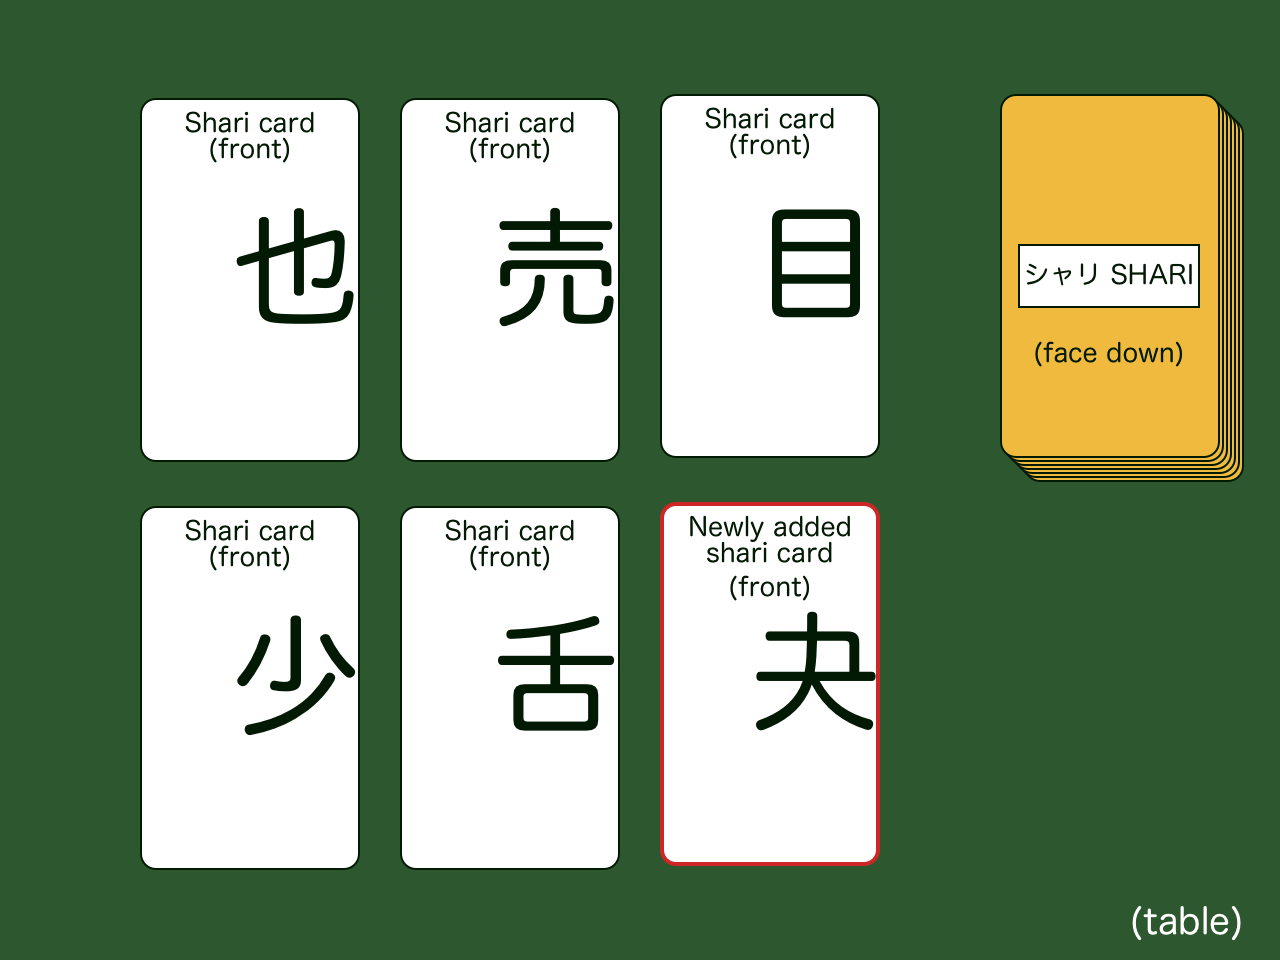 Shari card
(front)
也
Shari card
(front)
売
Shari card
(front)
目
シャリ SHARI
(face down)
Shari card
(front)
少
Shari card
(front)
舌
Newly added
shari card
(front)
夬
(table)